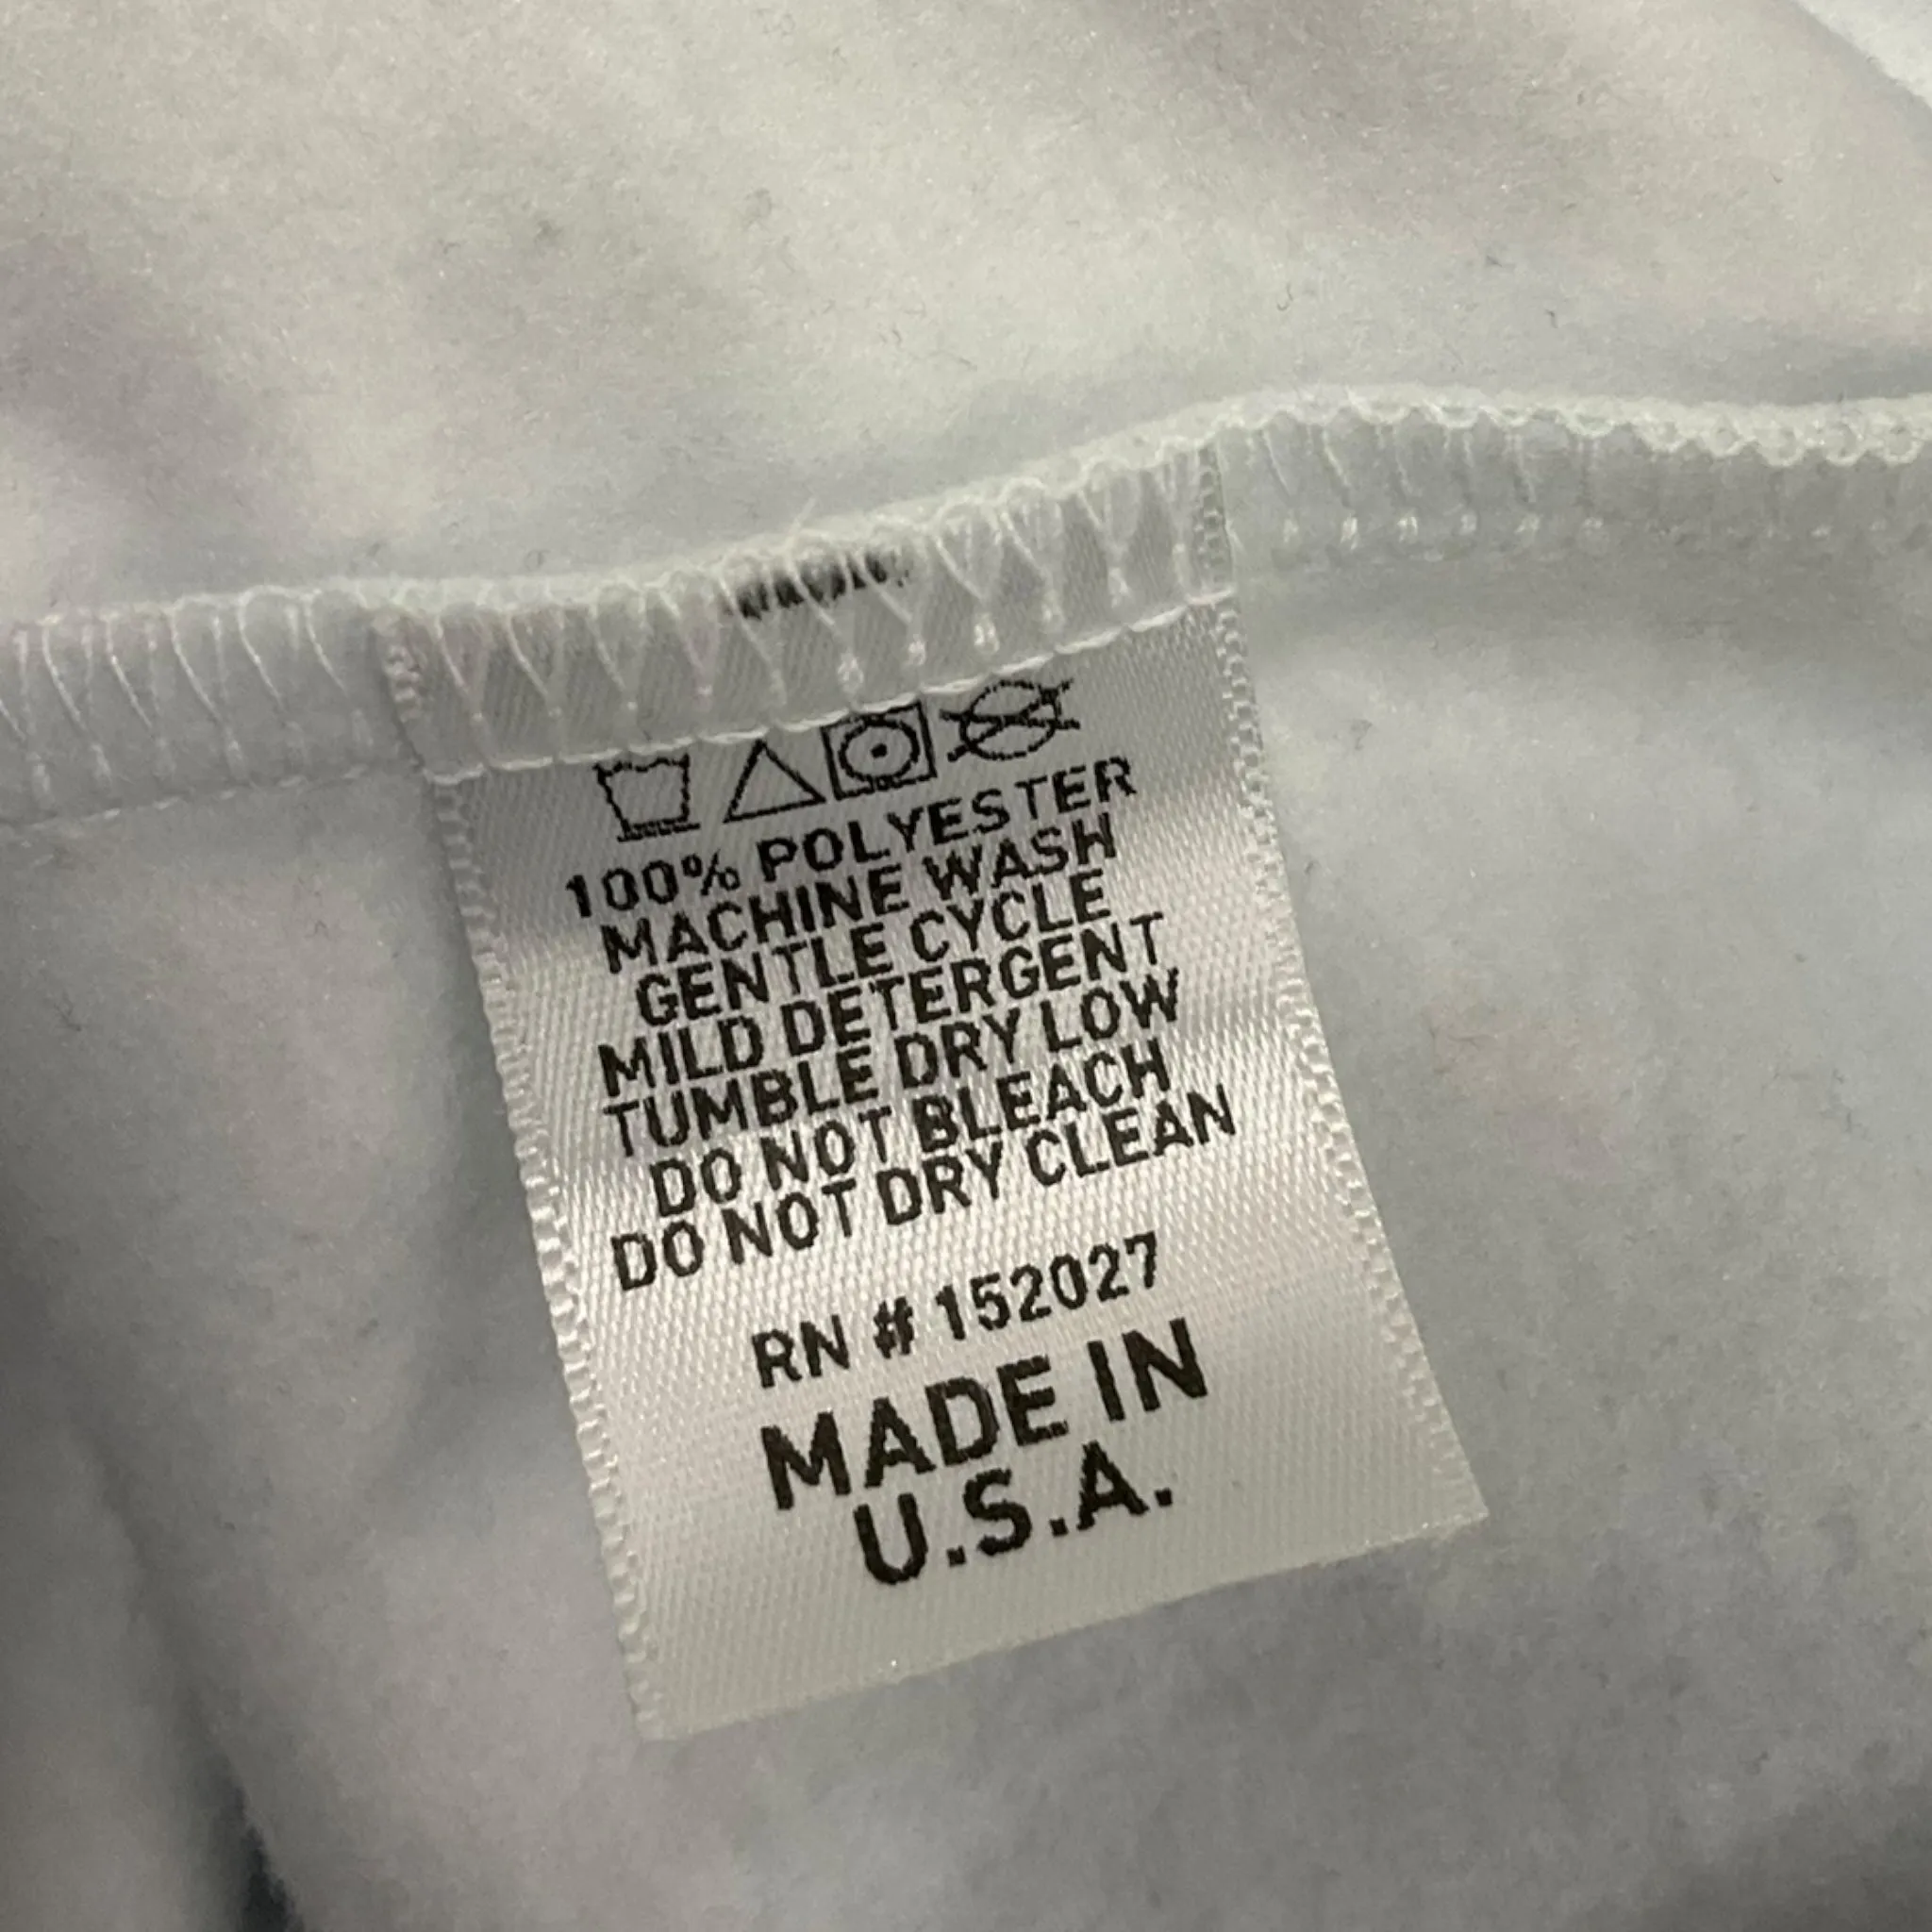 100% POLYESTER
MACHINE WASH
GENTLE CYCLE
MILD DETERGENT
TUMBLE DRY LOW
DO NOT BLEACH
DO NOT DRY CLEAN
RN # 152027
MADE IN
U.S.A.